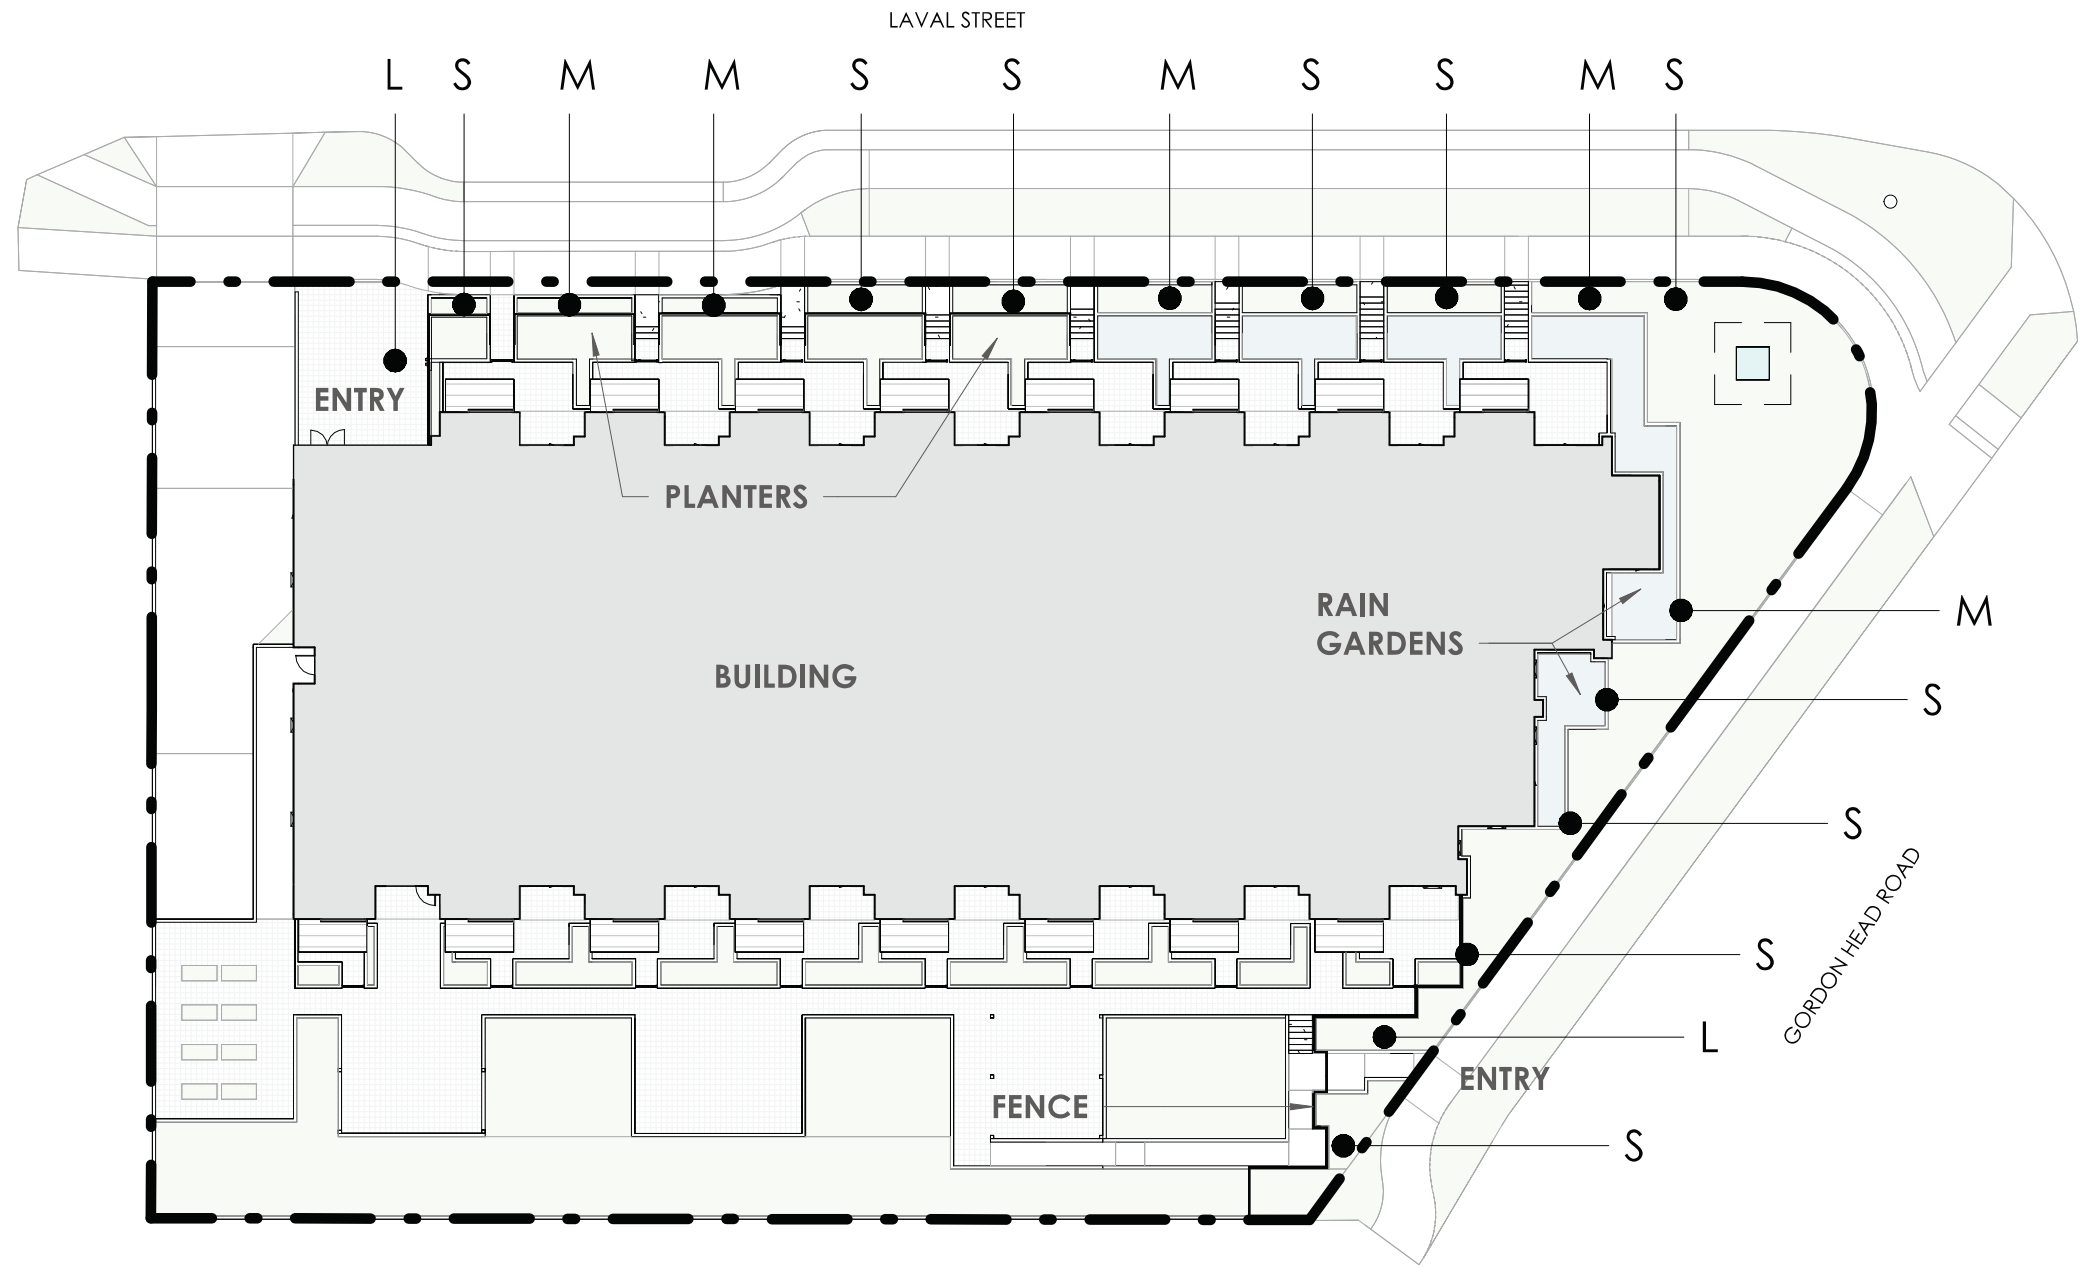 LAVAL STREET
L S M M S S M S S M S
ENTRY
PLANTERS
RAIN
GARDENS
M
BUILDING
S
S
GORDON HEAD ROAD
S
L
ENTRY
FENCE
S